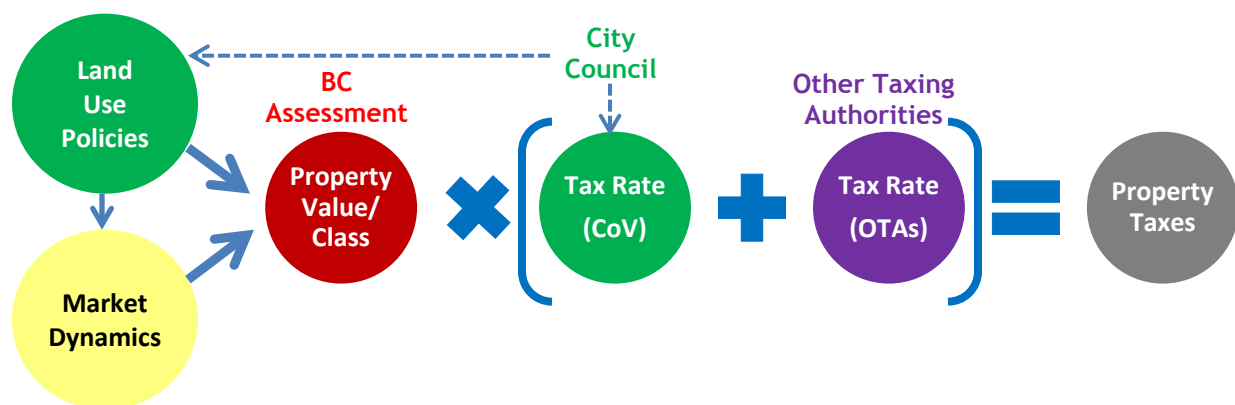 Land
Use
Policies
Market
Dynamics
BC
Assessment
Property
Value/
Class
City
Council
Tax Rate
(CoV)
Other Taxing
Authorities
Tax Rate
(OTAs)
Property
Taxes